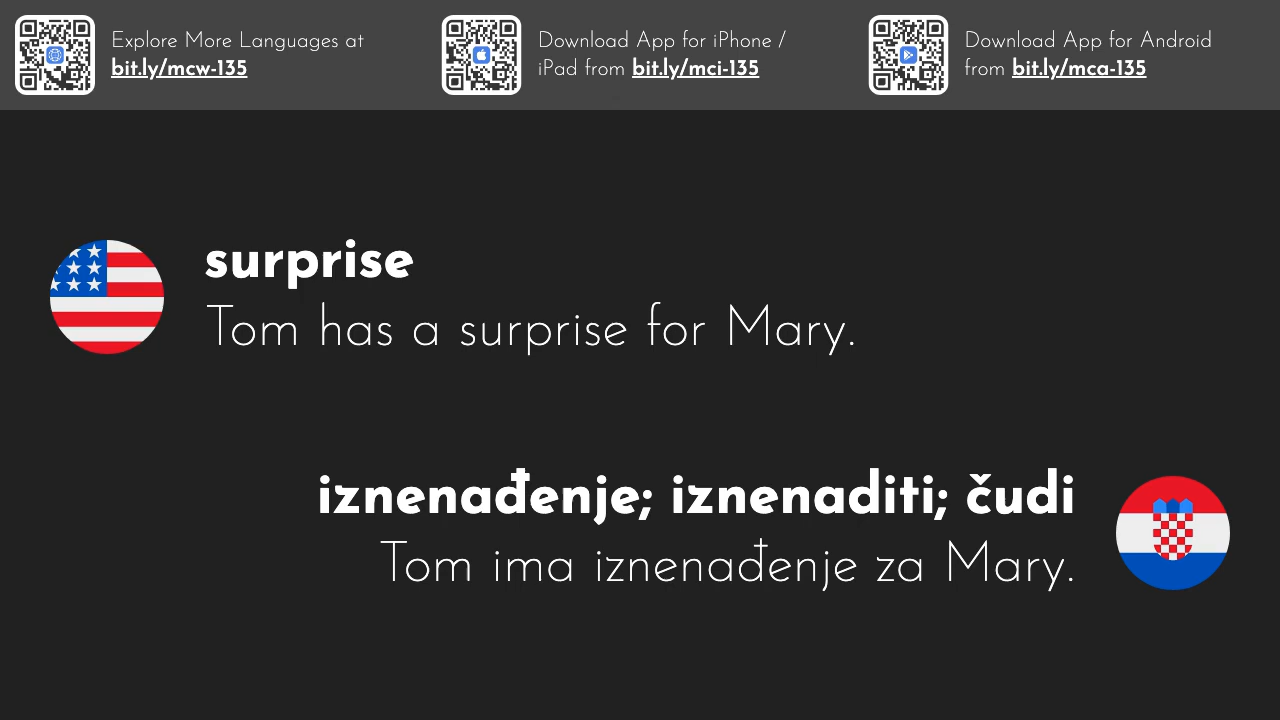 Explore More Languages at
bit.ly/mcw-135
Download App for iPhone /
iPad from bit.ly/mci-135
Download App for Android
from bit.ly/mca-135
surprise
Tom has a surprise for Mary.
iznenađenje; iznenaditi; čudi
Tom ima iznenađenje za Mary.